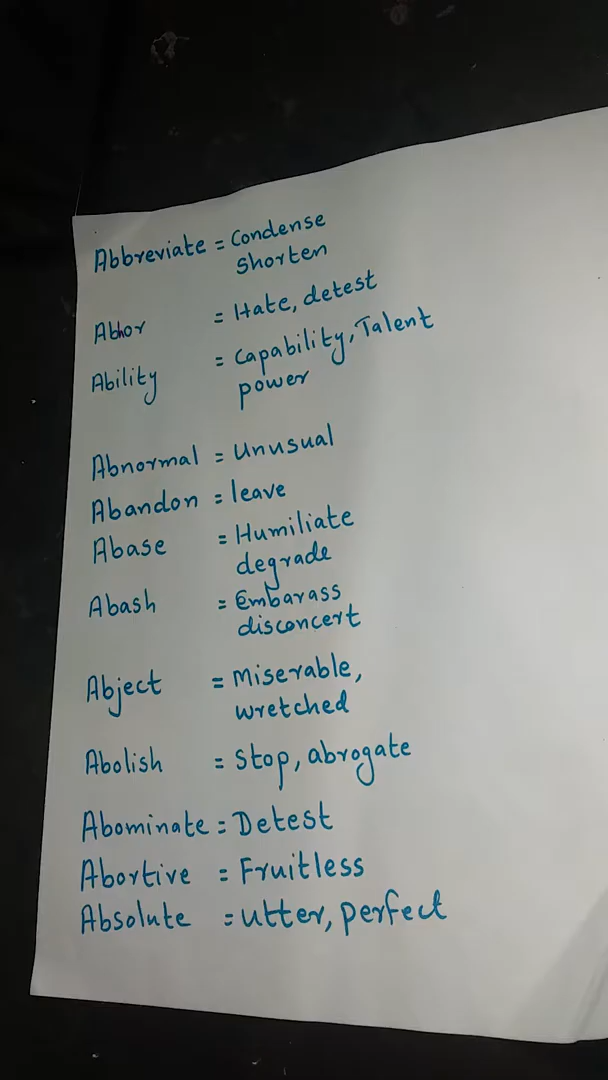 Abbreviate = Condense
Shorten
Abhor = Hate, detest
Ability = Capability, Talent
power
Abnormal = Unusual
Abandon = leave
Abase = Humiliate
degrade
Abash = Embarass
disconcert
Abject = Miserable,
wretched
Abolish = Stop, abrogate
Abominate = Detest
Abortive = Fruitless
Absolute = utter, perfect